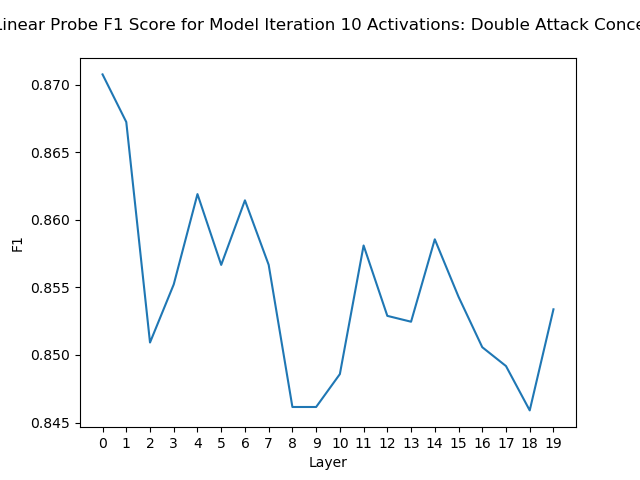 Linear Probe F1 Score for Model Iteration 10 Activations: Double Attack
0.870
0.865
0.860
0.855
0.850
0.845
F1
0 1 2 3 4 5 6 7 8 9 10 11 12 13 14 15 16 17 18 19
Layer